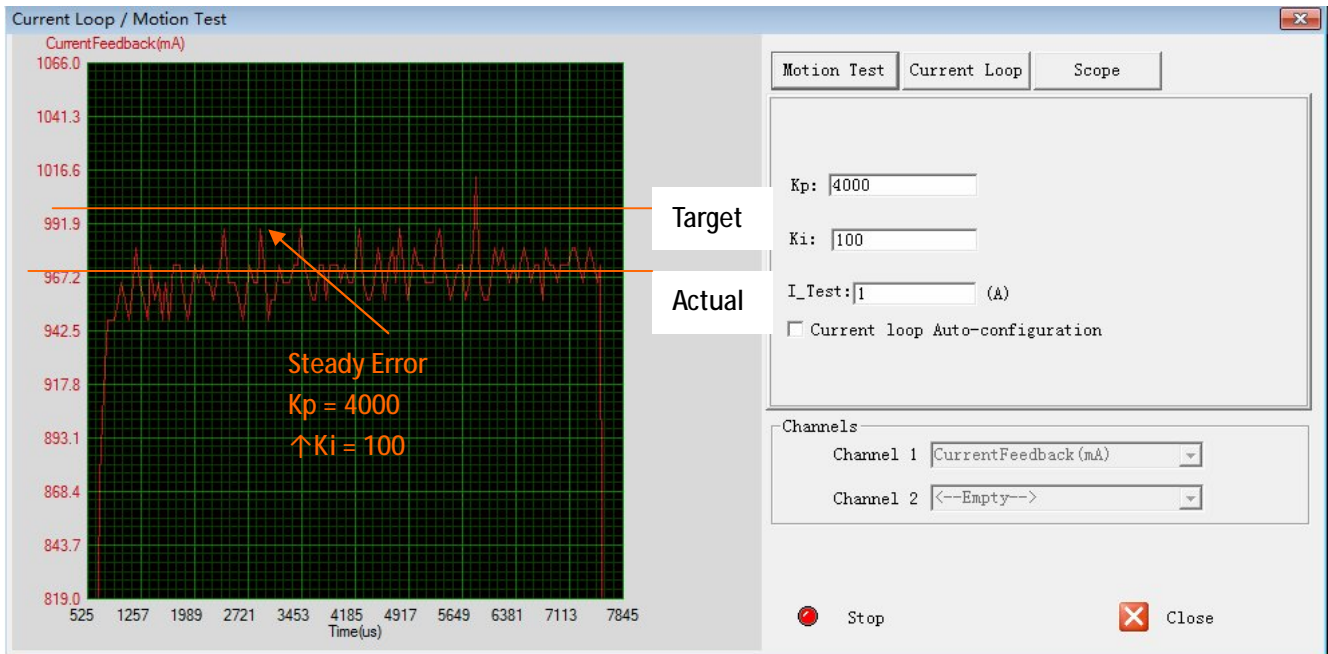 Current Loop / Motion Test
CurrentFeedback(mA)
1066.0
1041.3
1016.6
991.9
967.2
942.5
917.8
893.1
868.4
843.7
819.0
525 1257 1989 2721 3453 4185 4917 5649 6381 7113 7845
Time(us)
Target
Actual
Steady Error
Kp = 4000
↑Ki = 100
Motion Test Current Loop Scope
Kp: 4000
Ki: 100
I_Test: 1 (A)
Current loop Auto-configuration
Channels
Channel 1 CurrentFeedback(mA)
Channel 2 <--Empty-->
Stop Close